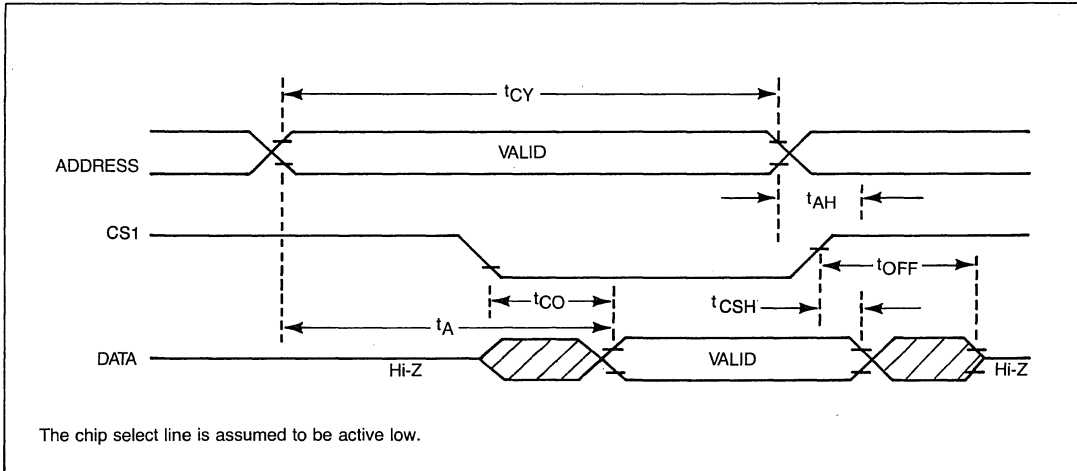 tCY
ADDRESS
VALID
tAH
CS1
tOFF
tCO
tCSH
tA
DATA
VALID
Hi-Z
Hi-Z
The chip select line is assumed to be active low.